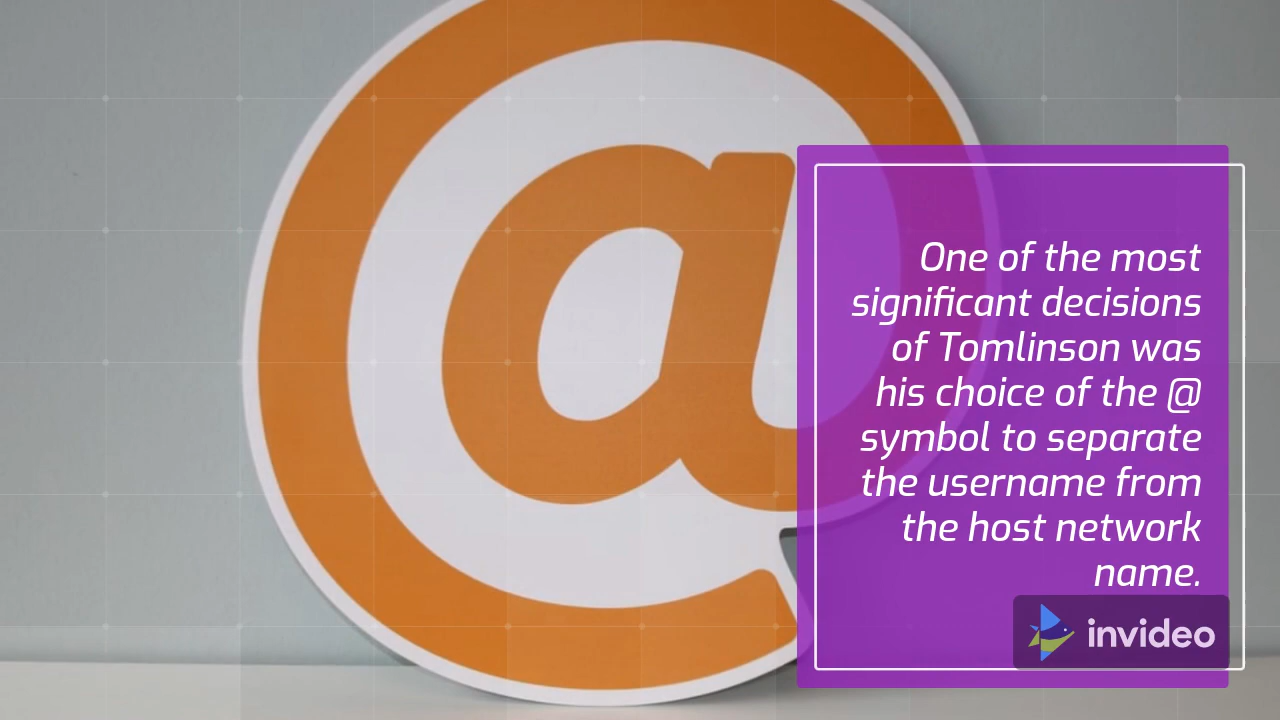 @
One of the most
significant decisions
of Tomlinson was
his choice of the @
symbol to separate
the username from
the host network
name.
invideo